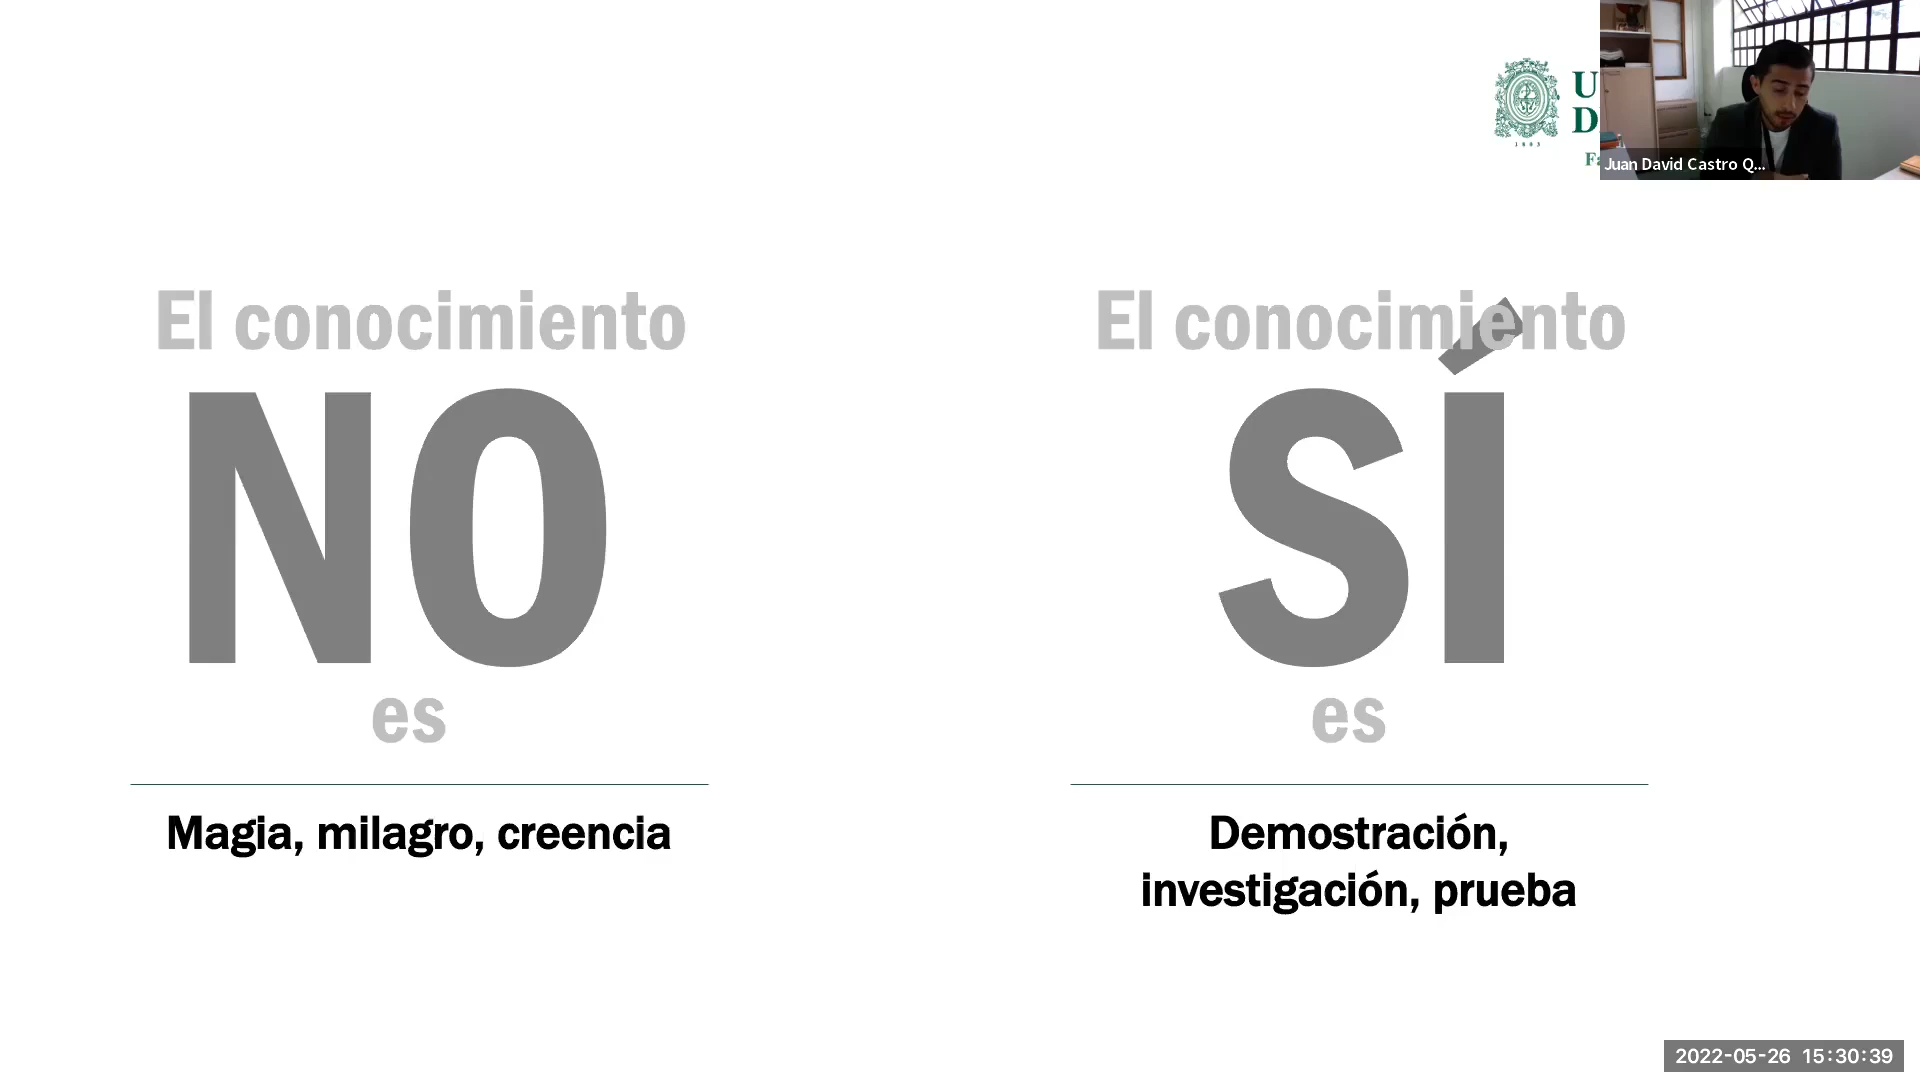 1803
Juan David Castro Q...
El conocimiento
NO
es
Magia, milagro, creencia
El conocimiento
SÍ
es
Demostración,
investigación, prueba
2022-05-26 15:30:39